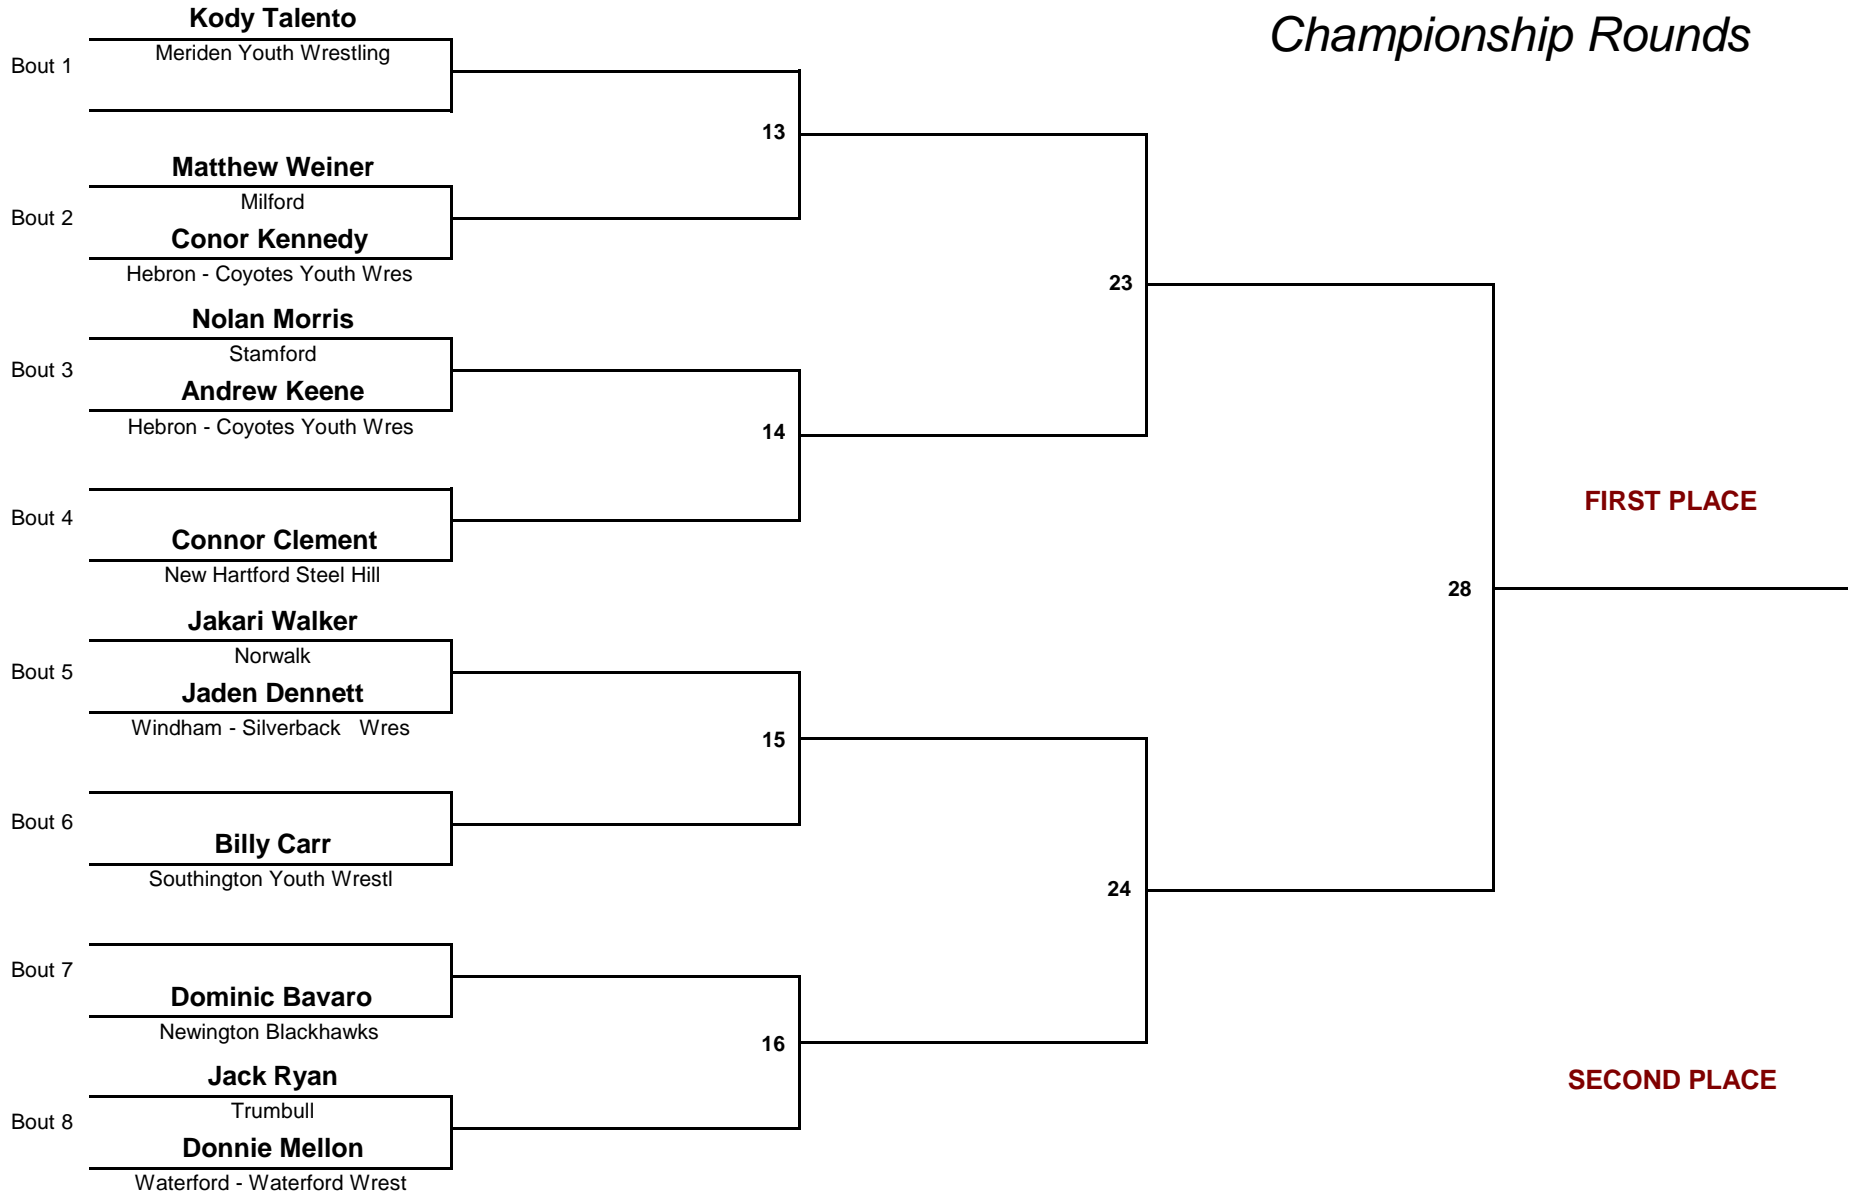 Championship Rounds
Kody Talento
Bout 1
Meriden Youth Wrestling
13
Matthew Weiner
Bout 2
Milford
Conor Kennedy
Hebron - Coyotes Youth Wres
23
Nolan Morris
Bout 3
Stamford
Andrew Keene
Hebron - Coyotes Youth Wres
14
Bout 4
Connor Clement
New Hartford Steel Hill
FIRST PLACE
28
Jakari Walker
Bout 5
Norwalk
Jaden Dennett
Windham - Silverback Wres
15
Bout 6
Billy Carr
Southington Youth Wrestl
24
Bout 7
Dominic Bavaro
Newington Blackhawks
16
Jack Ryan
Bout 8
Trumbull
Donnie Mellon
Waterford - Waterford Wrest
SECOND PLACE